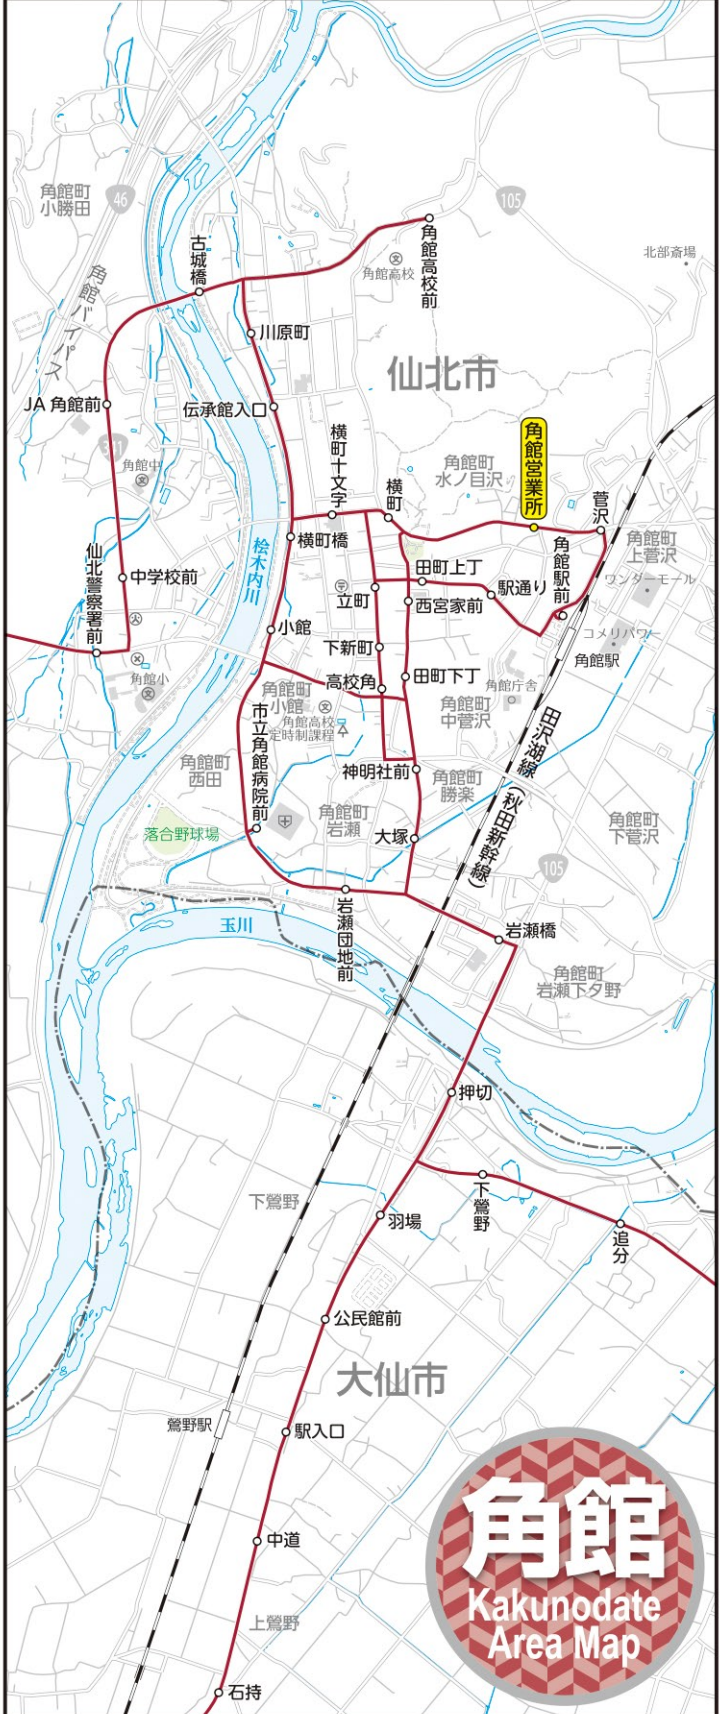 角館町
小勝田
46
105
角館高校前
角館高校
北部斎場
古城橋
角館バイパス
川原町
仙北市
JA 角館前
伝承館入口
横町十文字
角館営業所
角館町
水ノ目沢
横町
菅沢
角館中
角館町
上菅沢
横町橋
桧木内川
仙北警察署前
中学校前
田町上丁
角館駅前
ワンダーモール
駅通り
立町
西宮家前
小館
コメリパワー
下新町
角館駅
角館小
高校角
田町下丁
角館庁舎
角館町
小館
角館高校
定時制課程
角館町
中菅沢
市立角館病院前
田沢湖線(秋田新幹線)
角館町
西田
神明社前
角館町
勝楽
角館町
岩瀬
角館町
下菅沢
落合野球場
大塚
105
玉川
岩瀬団地前
岩瀬橋
角館町
岩瀬下夕野
押切
下鶯野
下鶯野
羽場
追分
公民館前
大仙市
鶯野駅
駅入口
中道
上鶯野
石持
角館
Kakunodate
Area Map